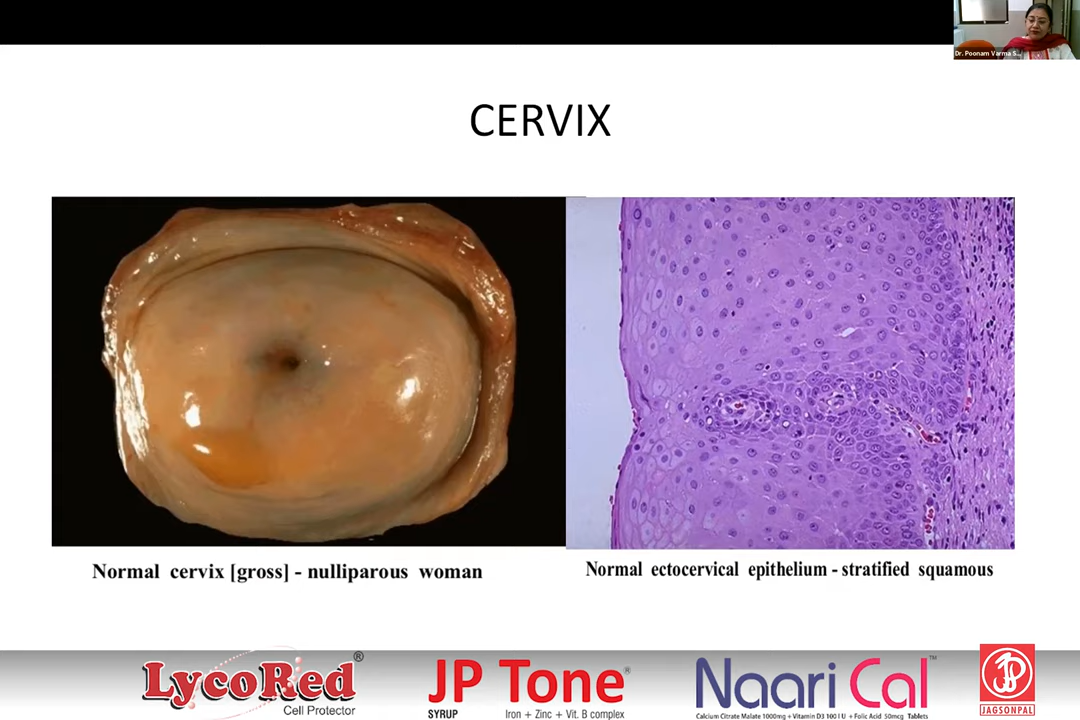 Dr. Poonam Varma S...
CERVIX
Normal cervix [gross] - nulliparous woman
Normal ectocervical epithelium - stratified squamous
LycoRed®
Cell Protector
JP Tone®
SYRUP Iron + Zinc + Vit. B complex
Naari Cal™
Calcium Citrate Malate 1000mg + Vitamin D3 100 I U + Folic Acid 50mcg Tablets
JP
JAGSONPAL